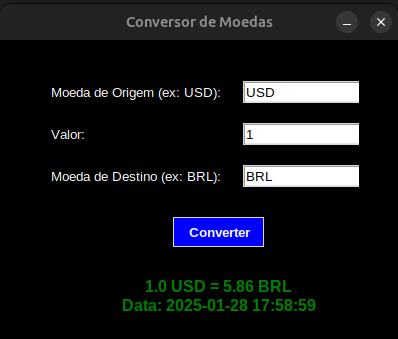 Conversor de Moedas
Moeda de Origem (ex: USD): USD
Valor: 1
Moeda de Destino (ex: BRL): BRL
Converter
1.0 USD = 5.86 BRL
Data: 2025-01-28 17:58:59